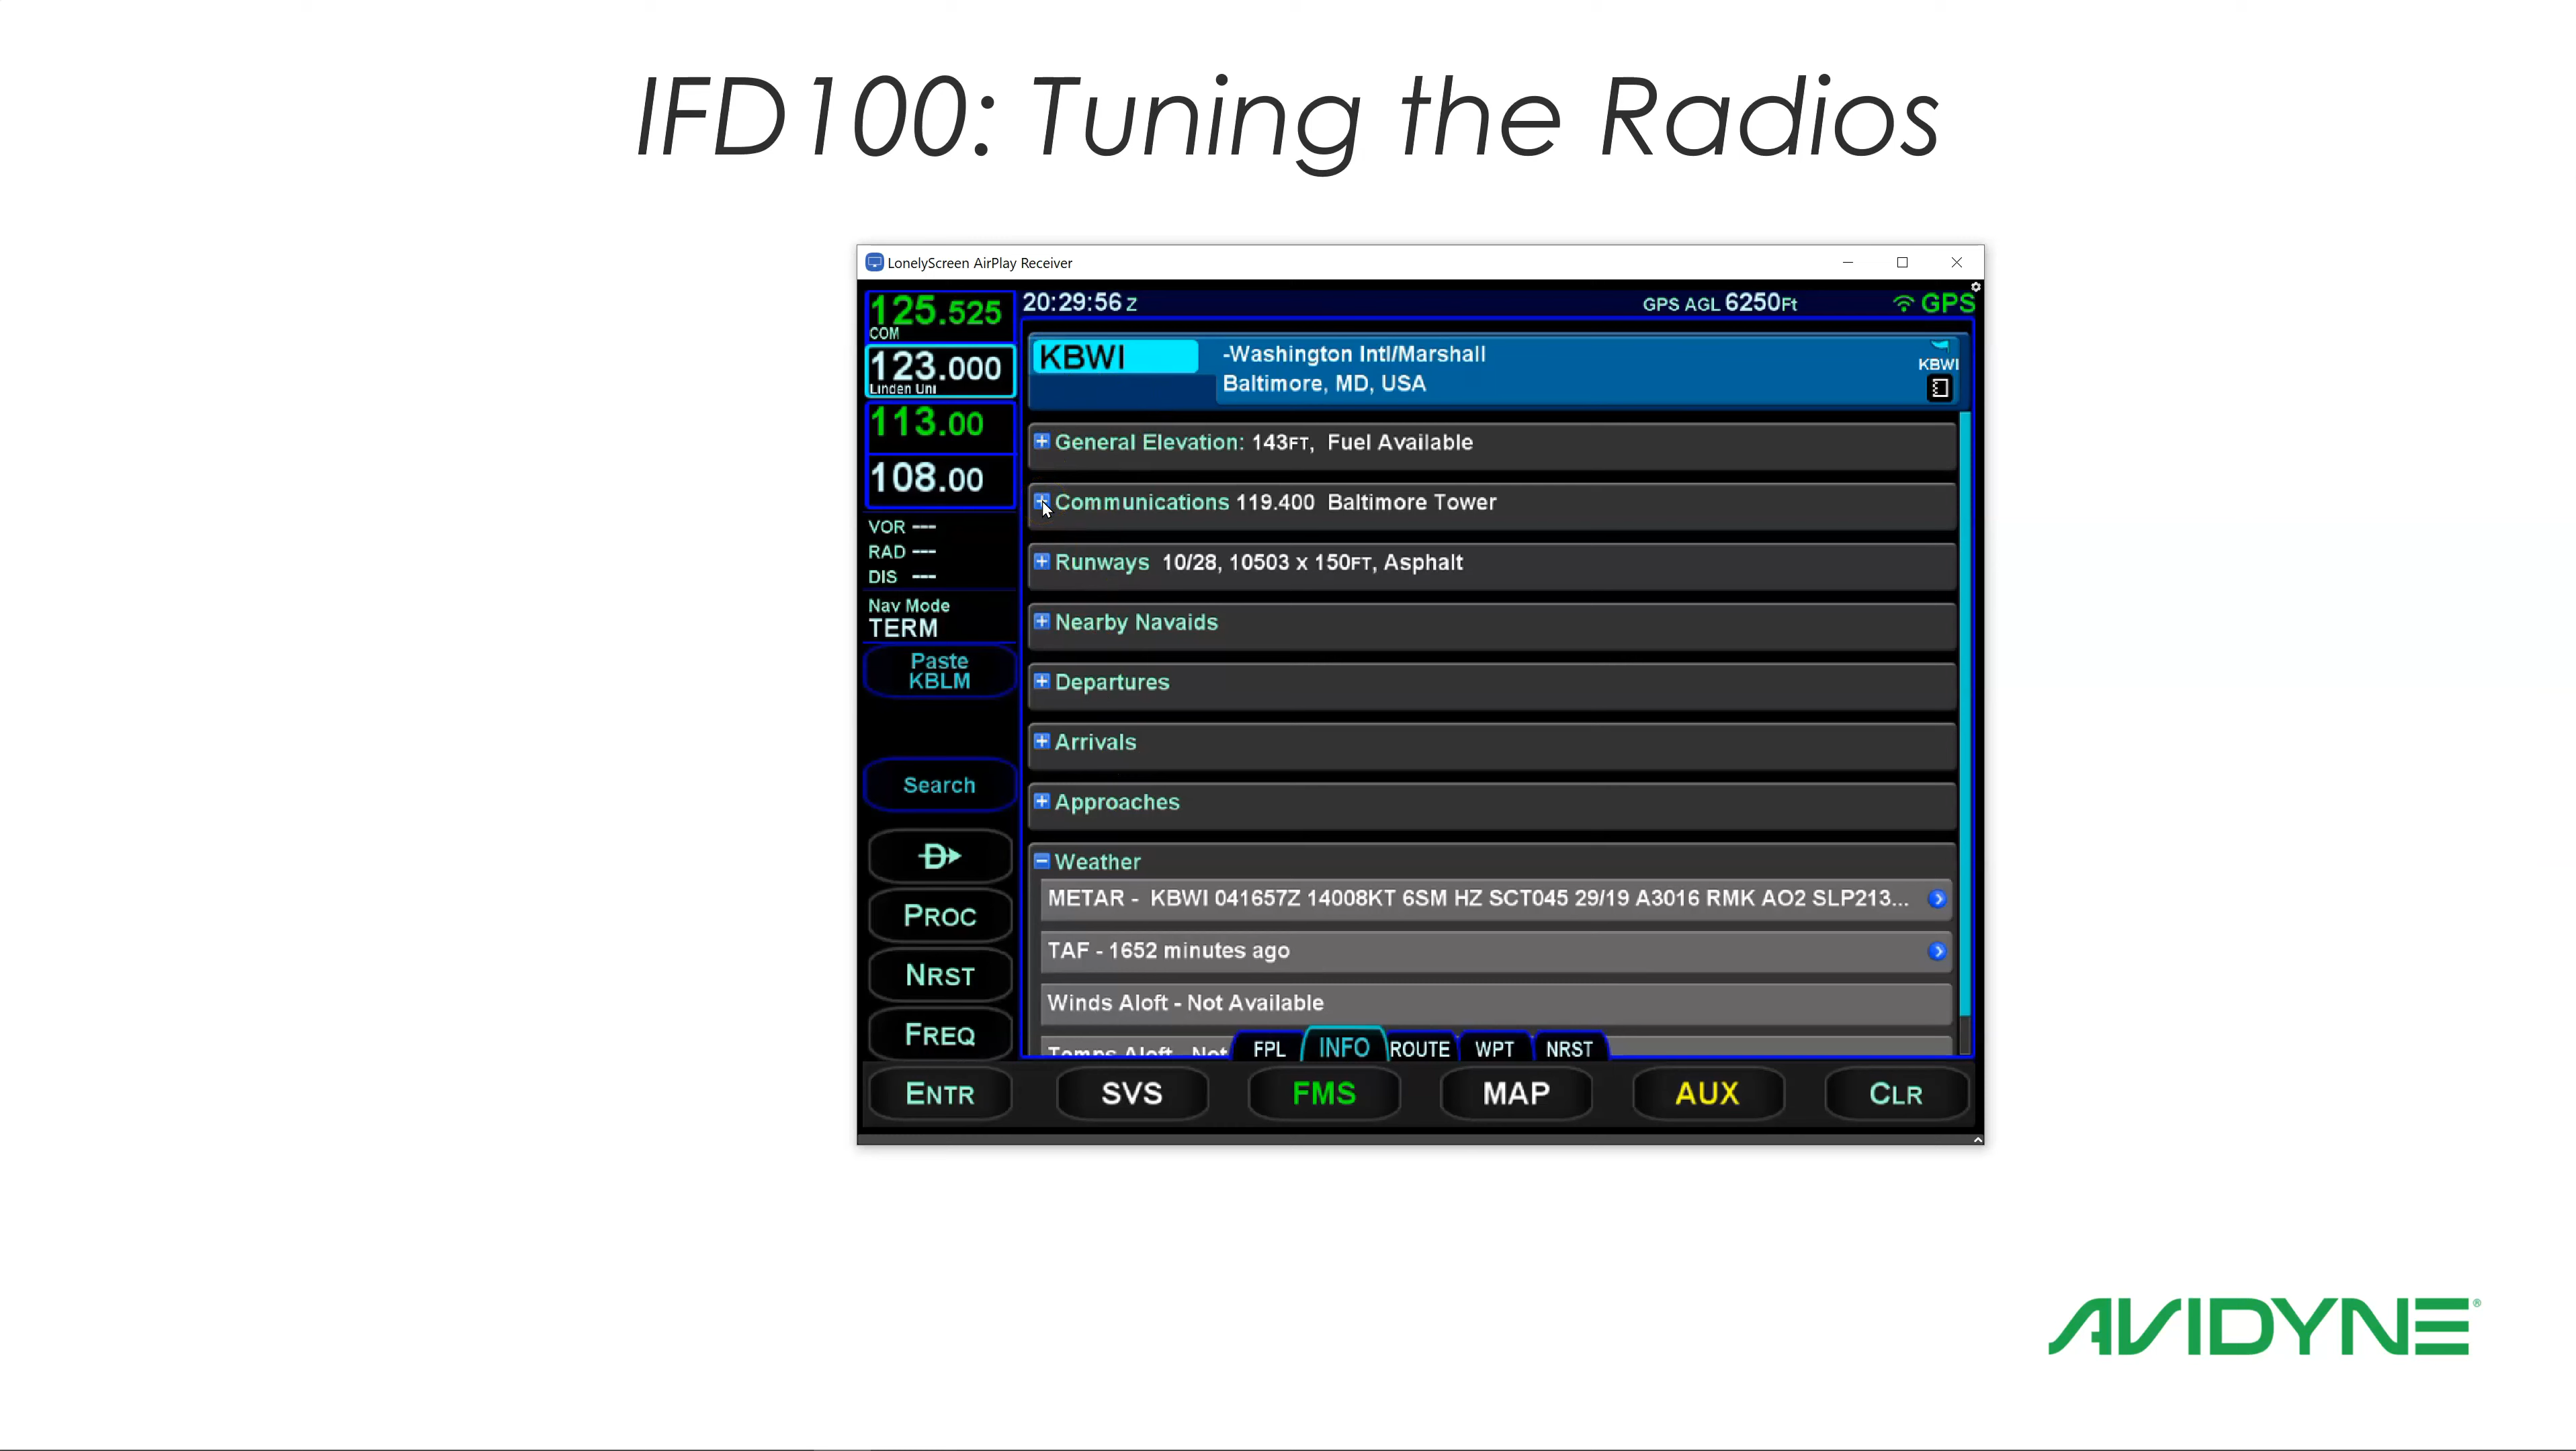 IFD100: Tuning the Radios
LonelyScreen AirPlay Receiver
125.525
COM
123.000
Linden Uni
113.00
108.00
VOR ---
RAD ---
DIS ---
Nav Mode
TERM
Paste
KBLM
Search
D
PROC
NRST
FREQ
ENTR
20:29:56 Z
GPS AGL 6250Ft
GPS
KBWI
-Washington Intl/Marshall
Baltimore, MD, USA
KBWI
General Elevation: 143FT, Fuel Available
Communications 119.400 Baltimore Tower
Runways 10/28, 10503 x 150FT, Asphalt
Nearby Navaids
Departures
Arrivals
Approaches
Weather
METAR - KBWI 041657Z 14008KT 6SM HZ SCT045 29/19 A3016 RMK AO2 SLP213...
TAF - 1652 minutes ago
Winds Aloft - Not Available
Temps Aloft - Not
FPL INFO ROUTE WPT NRST
SVS FMS MAP AUX CLR
AVIDYNE®